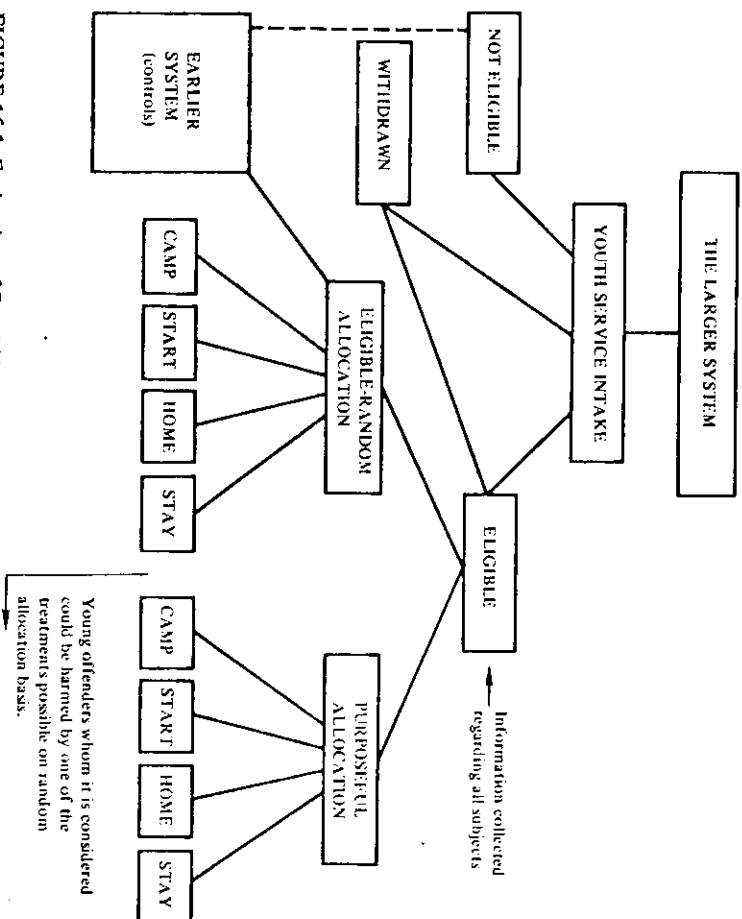 THE LARGER SYSTEM
YOUTH SERVICE INTAKE
NOT ELIGIBLE
ELIGIBLE
Information collected
regarding all subjects
WITHDRAWN
ELIGIBLE-RANDOM
ALLOCATION
PURPOSEFUL
ALLOCATION
EARLIER
SYSTEM
(controls)
CAMP
START
HOME
STAY
CAMP
START
HOME
STAY
Young offenders whom it is considered
could be harmed by one of the
treatments possible on random
allocation basis.